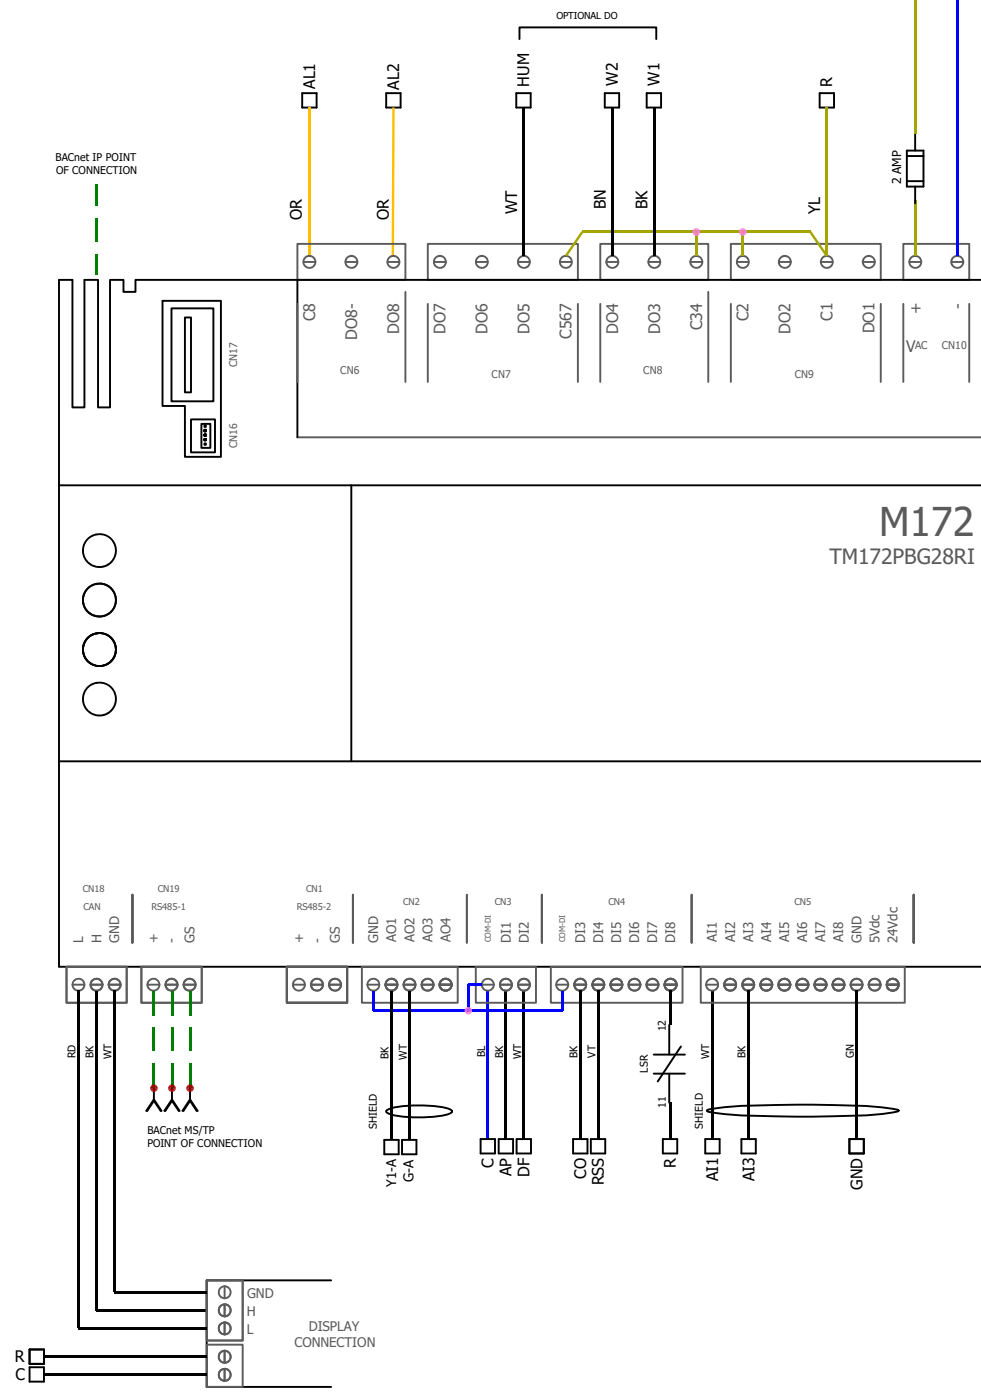 OPTIONAL DO
AL1
AL2
HUM
W2
W1
R
2 AMP
BACnet IP POINT
OF CONNECTION
OR
OR
WT
BN
BK
YL
C8
DO8-
DO8
DO7
DO6
DO5
C567
DO4
DO3
C34
C2
DO2
C1
DO1
+
-
VAC
CN10
CN6
CN7
CN8
CN9
CN17
CN16
M172
TM172PBG28RI
CN18
CAN
CN19
RS485-1
CN1
RS485-2
CN2
CN3
CN4
CN5
L
H
GND
+
-
GS
+
-
GS
GND
AO1
AO2
AO3
AO4
COM-DI
DI1
DI2
COM-DI
DI3
DI4
DI5
DI6
DI7
DI8
AI1
AI2
AI3
AI4
AI5
AI6
AI7
AI8
GND
5Vdc
24Vdc
RD
BK
WT
BK
WT
BL
BK
WT
BK
VT
12
LSR
11
WT
BK
GN
SHIELD
SHIELD
BACnet MS/TP
POINT OF CONNECTION
Y1-A
G-A
C
AP
DF
CO
RSS
R
AI1
AI3
GND
GND
H
L
DISPLAY
CONNECTION
R
C